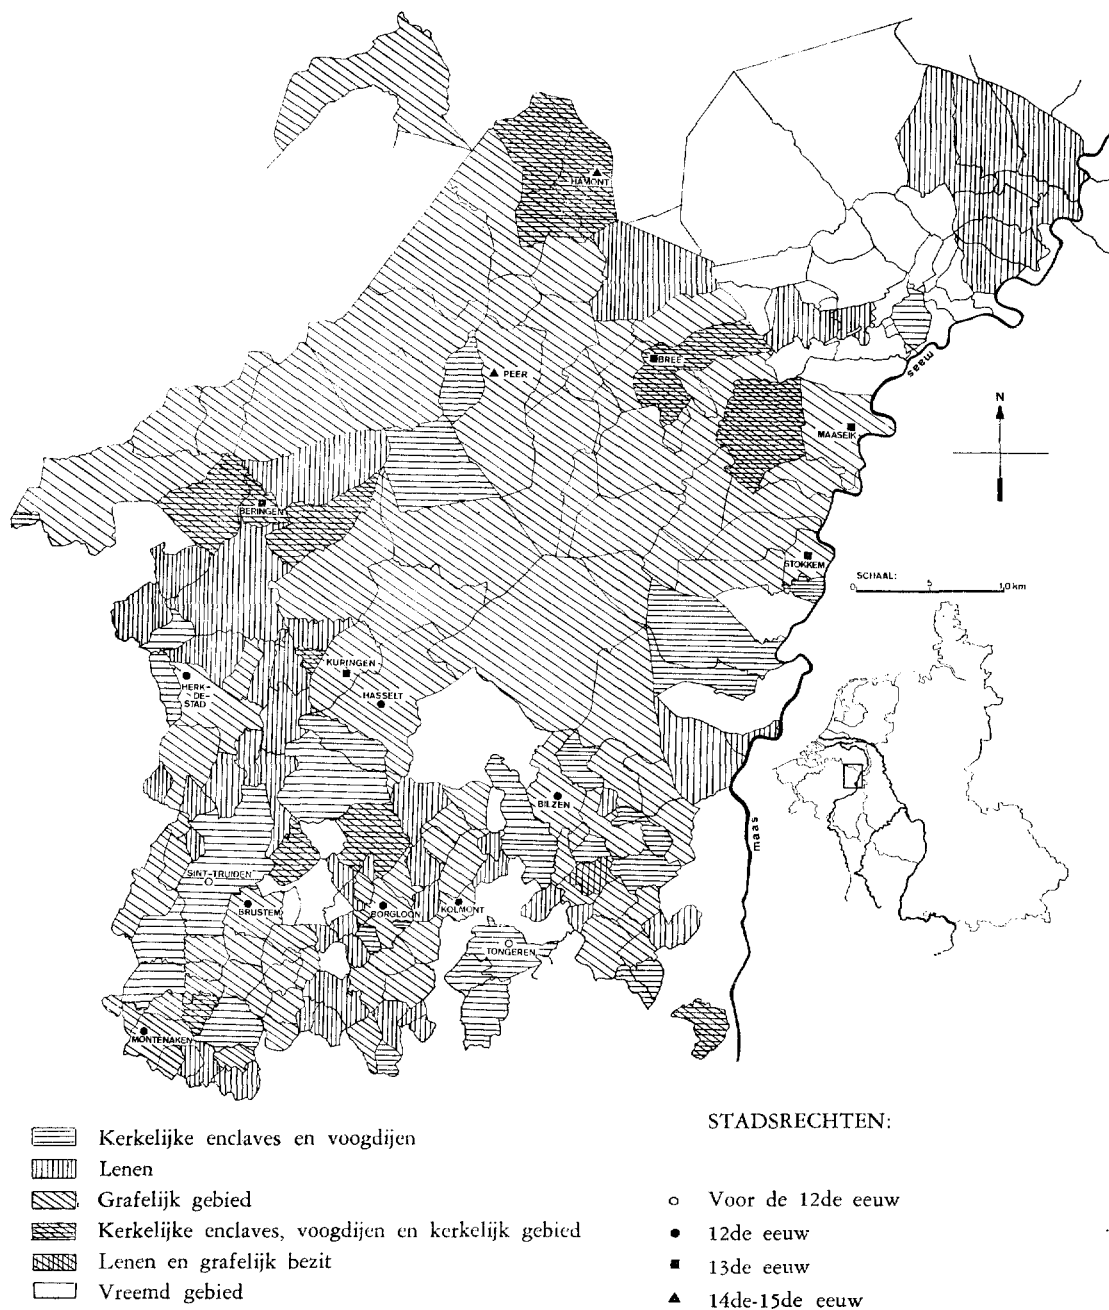 HAMONT
BREE
PEER
maas
N
MAASEIK
BERINGEN
STOKKEM
SCHAAL:
0 5 10 km
KURINGEN
HERK-
DE-
STAD
HASSELT
BILZEN
maas
SINT-TRUIDEN
BRUSTEM
BORGLOON
KOLMONT
TONGEREN
MONTENAKEN
Kerkelijke enclaves en voogdijen
Lenen
Grafelijk gebied
Kerkelijke enclaves, voogdijen en kerkelijk gebied
Lenen en grafelijk bezit
Vreemd gebied
STADSRECHTEN:
Voor de 12de eeuw
12de eeuw
13de eeuw
14de-15de eeuw